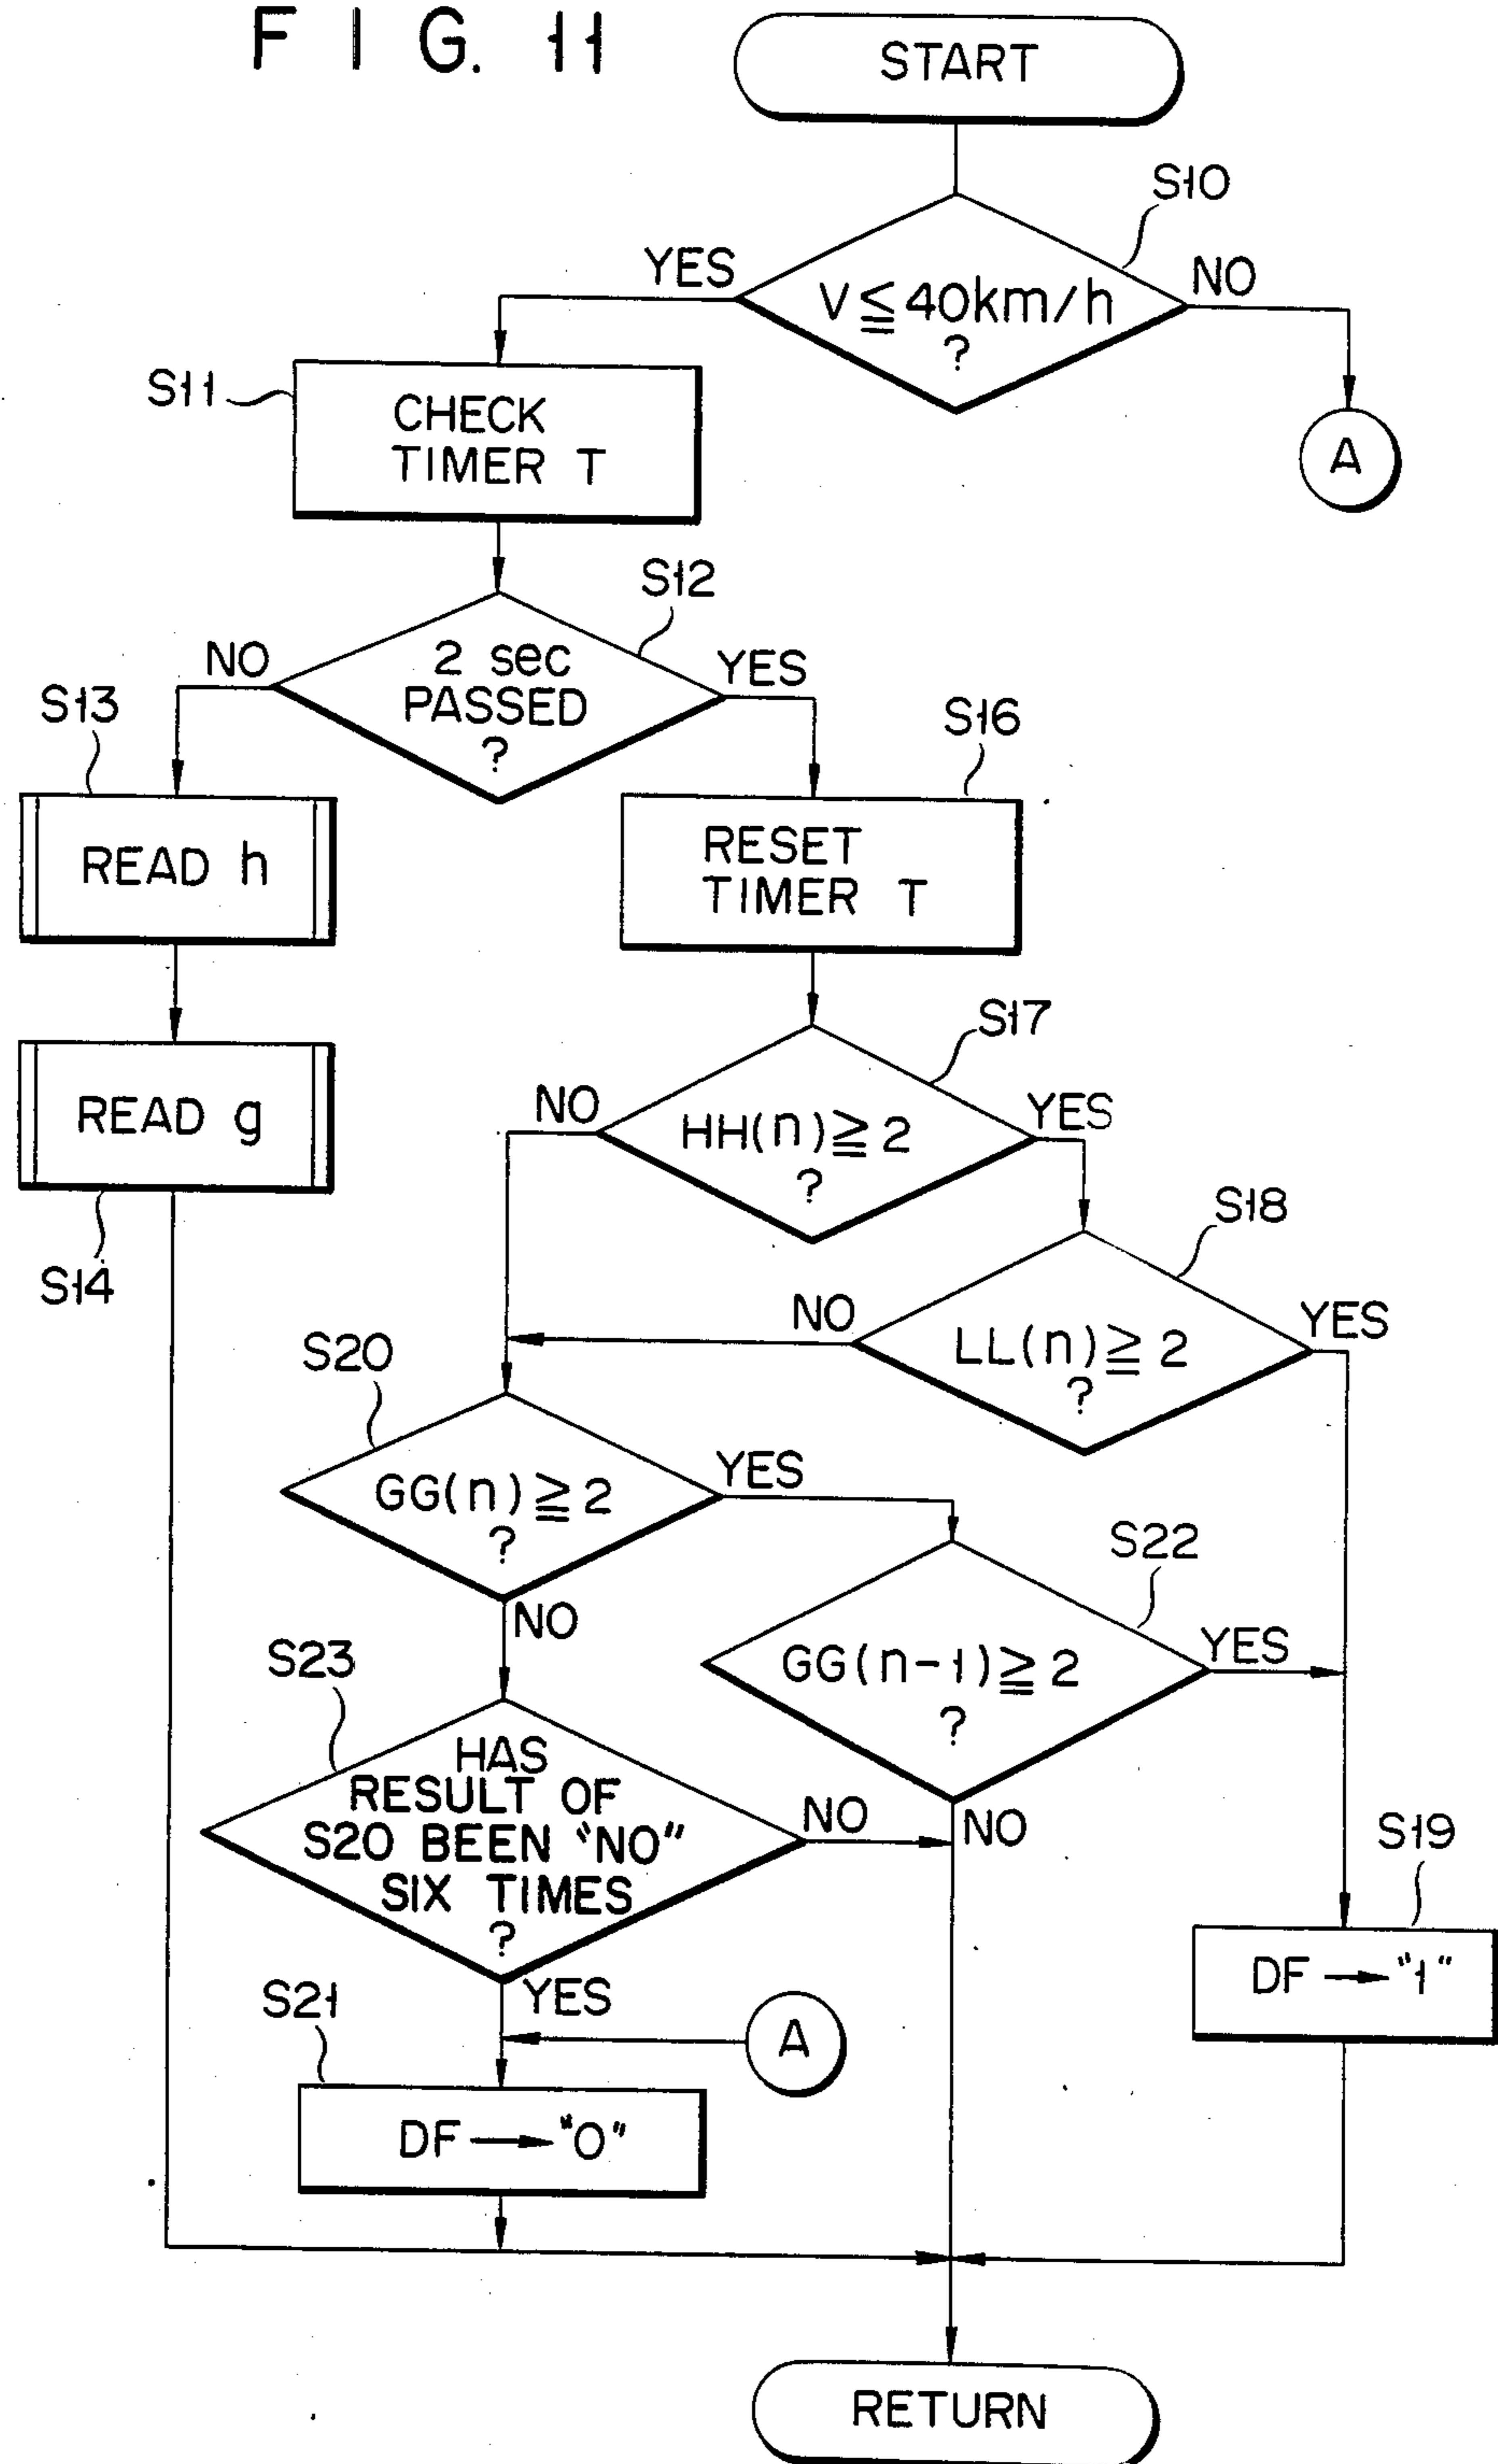 FIG. 11
START
S10
YES
NO
V≦40km/h
?
S11
CHECK
TIMER T
A
S12
NO
2 sec
PASSED
?
YES
S13
S16
READ h
RESET
TIMER T
S17
READ g
NO
HH(n)≧2
?
YES
S14
S18
NO
LL(n)≧2
?
YES
S20
GG(n)≧2
?
YES
NO
S22
GG(n-1)≧2
?
YES
NO
S23
HAS
RESULT OF
S20 BEEN "NO"
SIX TIMES
?
NO
YES
S19
DF→"1"
S21
A
DF→"0"
RETURN